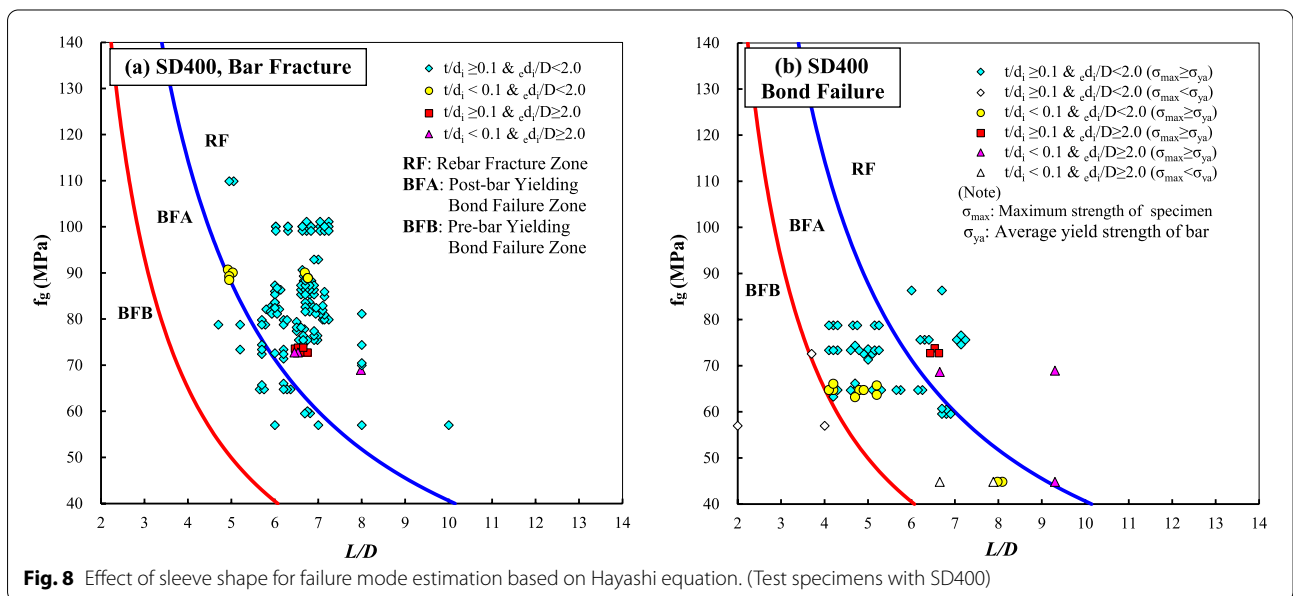 (a) SD400, Bar Fracture
t/dᵢ ≥0.1 & ₑdᵢ/D<2.0
t/dᵢ < 0.1 & ₑdᵢ/D<2.0
t/dᵢ ≥0.1 & ₑdᵢ/D≥2.0
t/dᵢ < 0.1 & ₑdᵢ/D≥2.0
RF: Rebar Fracture Zone
BFA: Post-bar Yielding
Bond Failure Zone
BFB: Pre-bar Yielding
Bond Failure Zone
RF
BFA
BFB
140
130
120
110
100
90
80
70
60
50
40
f_g (MPa)
2 3 4 5 6 7 8 9 10 11 12 13 14
L/D
(b) SD400
Bond Failure
t/dᵢ ≥0.1 & ₑdᵢ/D<2.0 (σmax≥σya)
t/dᵢ ≥0.1 & ₑdᵢ/D<2.0 (σmax<σya)
t/dᵢ < 0.1 & ₑdᵢ/D<2.0 (σmax≥σya)
t/dᵢ ≥0.1 & ₑdᵢ/D≥2.0 (σmax≥σya)
t/dᵢ < 0.1 & ₑdᵢ/D≥2.0 (σmax≥σya)
t/dᵢ < 0.1 & ₑdᵢ/D≥2.0 (σmax<σya)
(Note)
σmax: Maximum strength of specimen
σya: Average yield strength of bar
RF
BFA
BFB
140
130
120
110
100
90
80
70
60
50
40
f_g (MPa)
2 3 4 5 6 7 8 9 10 11 12 13 14
L/D
Fig. 8 Effect of sleeve shape for failure mode estimation based on Hayashi equation. (Test specimens with SD400)